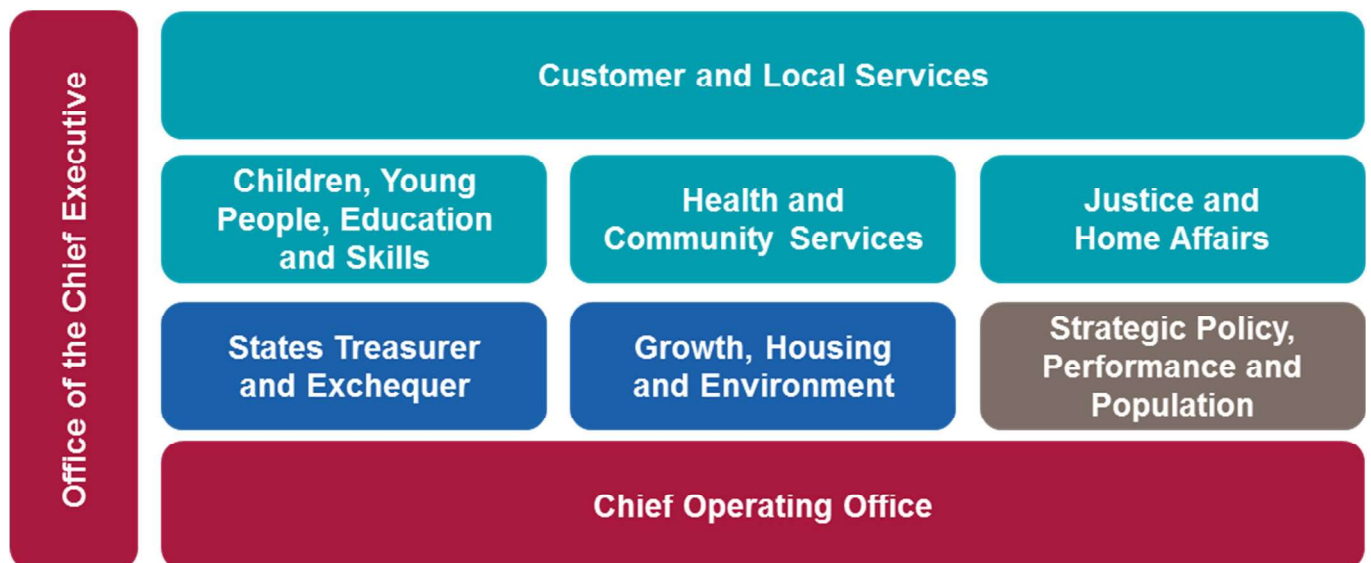 Office of the Chief Executive
Customer and Local Services
Children, Young
People, Education
and Skills
Health and
Community Services
Justice and
Home Affairs
States Treasurer
and Exchequer
Growth, Housing
and Environment
Strategic Policy,
Performance and
Population
Chief Operating Office